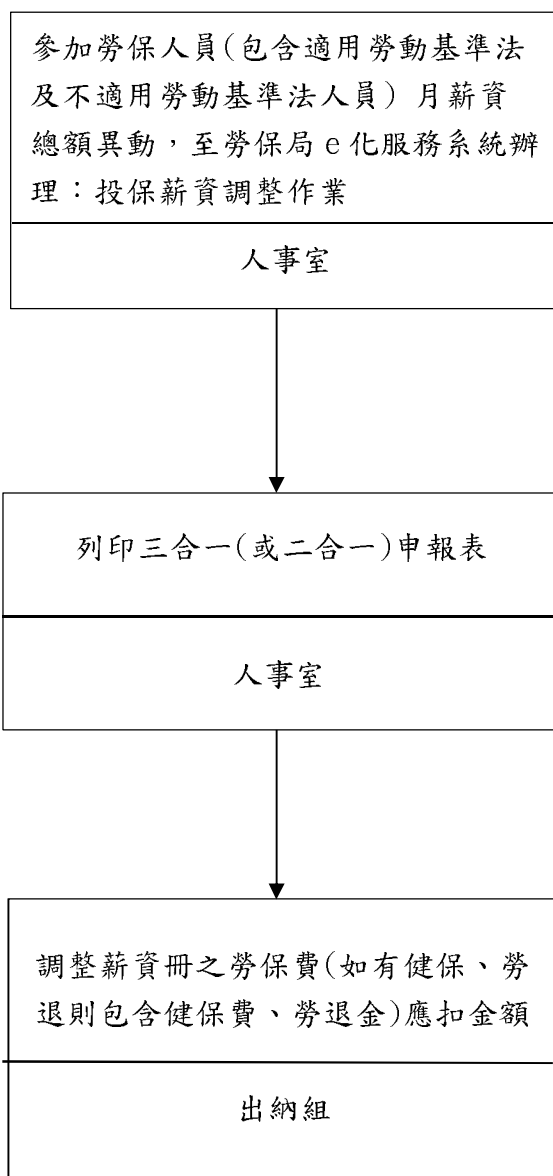 參加勞保人員(包含適用勞動基準法
及不適用勞動基準法人員)月薪資
總額異動，至勞保局e化服務系統辦
理：投保薪資調整作業
人事室
列印三合一(或二合一)申報表
人事室
調整薪資冊之勞保費(如有健保、勞
退則包含健保費、勞退金)應扣金額
出納組